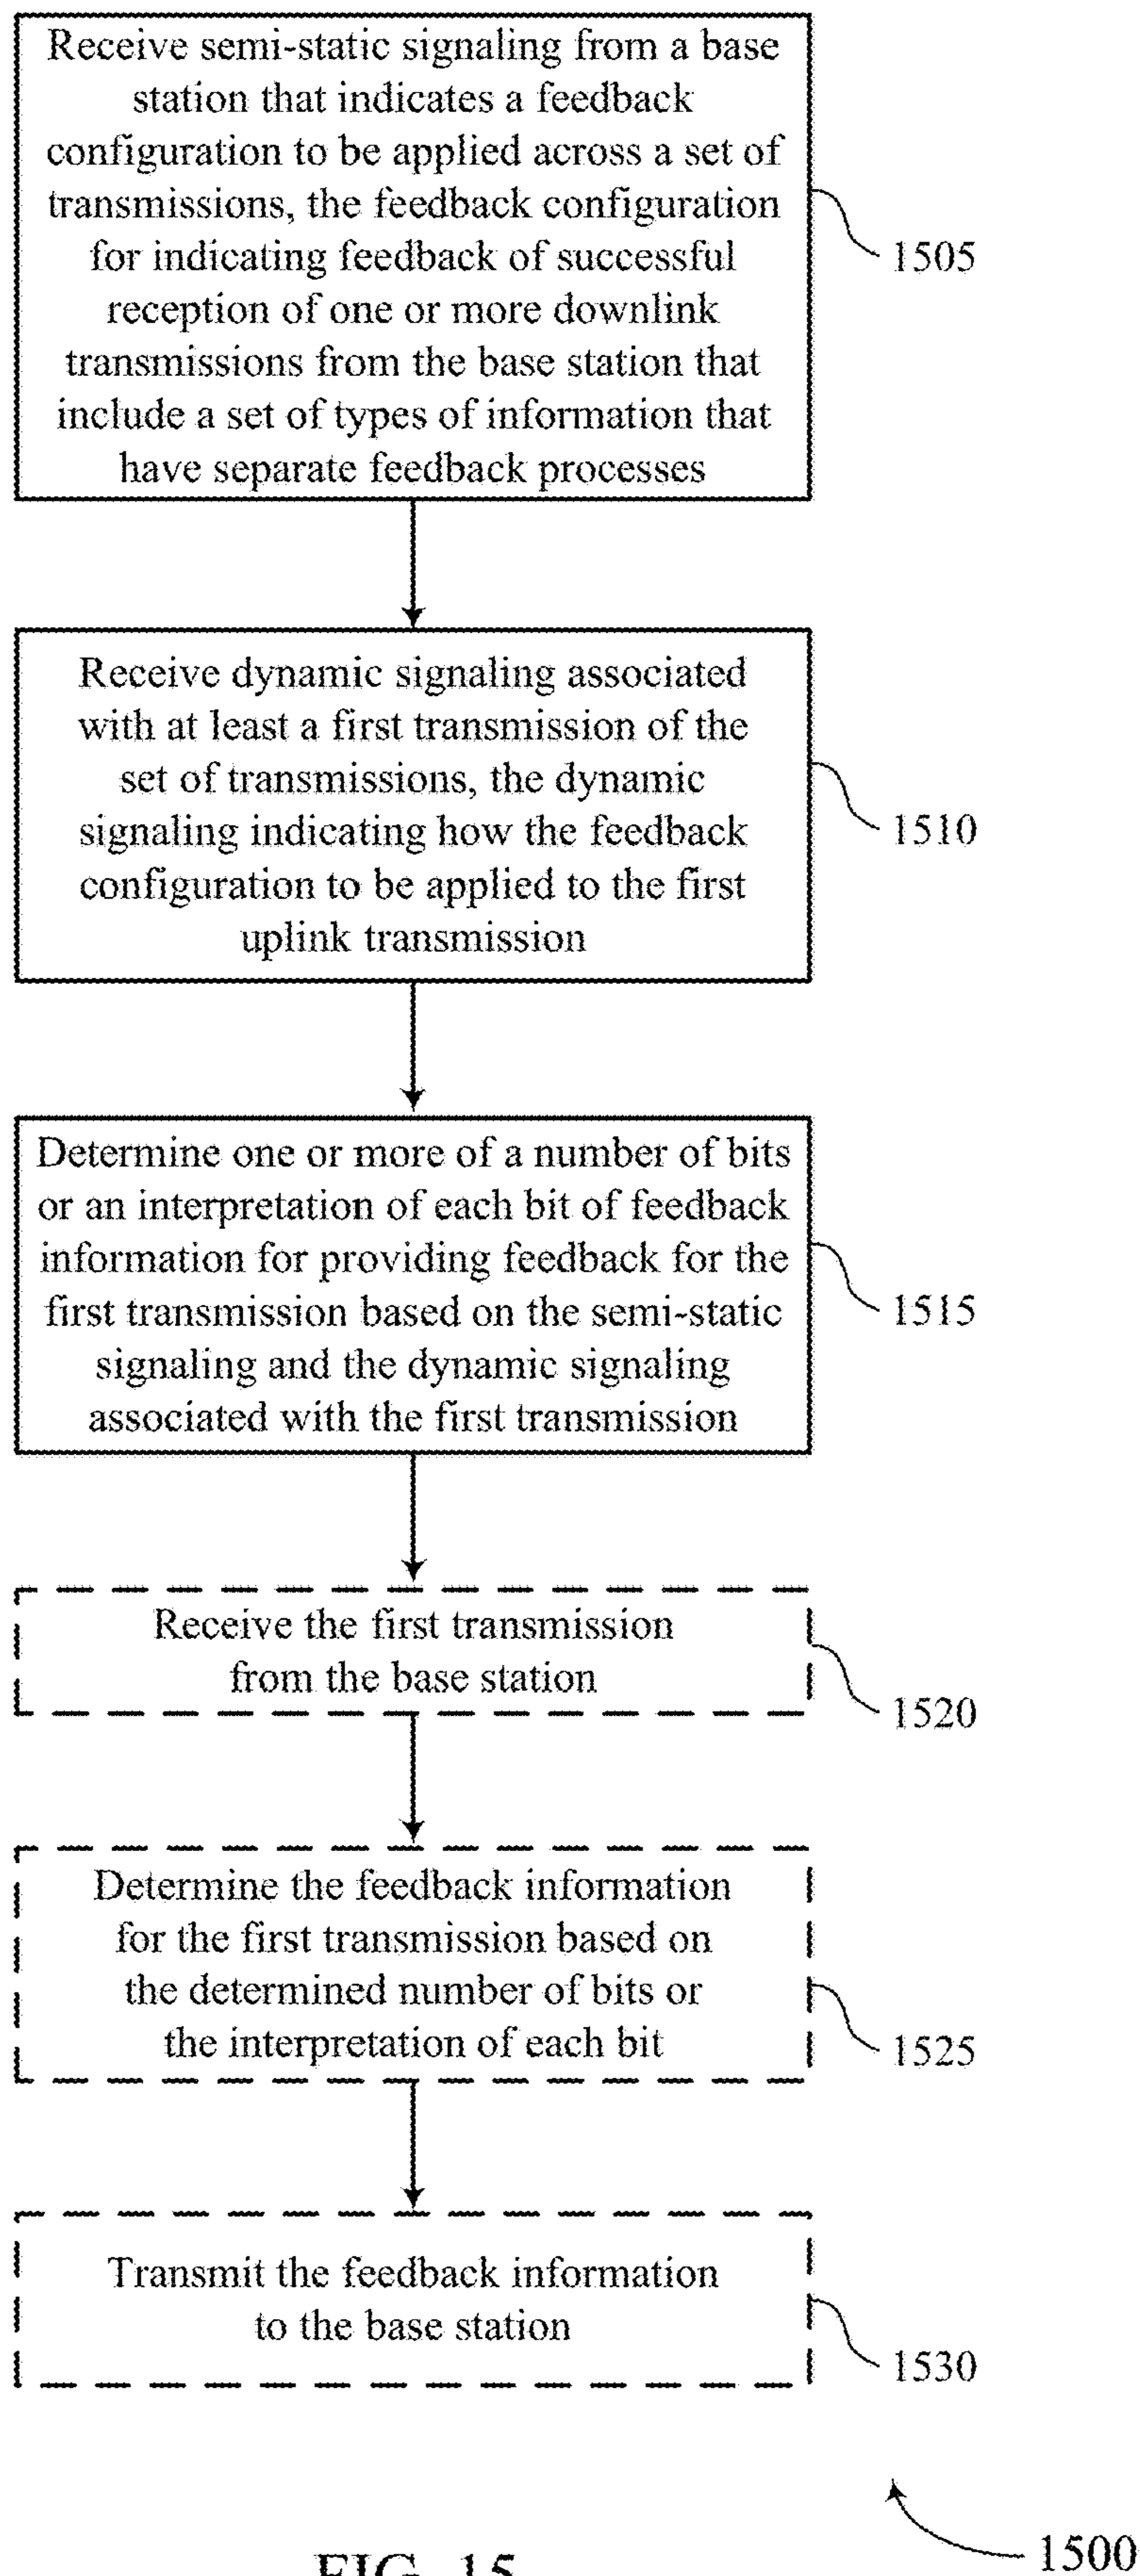 Receive semi-static signaling from a base
station that indicates a feedback
configuration to be applied across a set of
transmissions, the feedback configuration
for indicating feedback of successful
reception of one or more downlink
transmissions from the base station that
include a set of types of information that
have separate feedback processes
1505
Receive dynamic signaling associated
with at least a first transmission of the
set of transmissions, the dynamic
signaling indicating how the feedback
configuration to be applied to the first
uplink transmission
1510
Determine one or more of a number of bits
or an interpretation of each bit of feedback
information for providing feedback for the
first transmission based on the semi-static
signaling and the dynamic signaling
associated with the first transmission
1515
Receive the first transmission
from the base station
1520
Determine the feedback information
for the first transmission based on
the determined number of bits or
the interpretation of each bit
1525
Transmit the feedback information
to the base station
1530
1500
FIG. 15